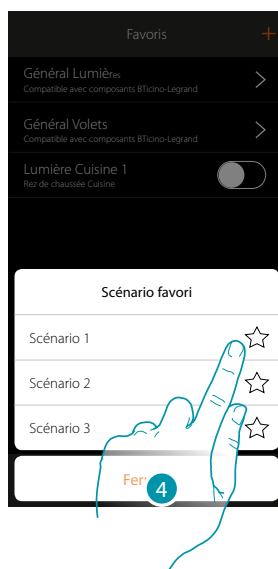 Favoris
Général Lumières
Compatible avec composants BTicino-Legrand
Général Volets
Compatible avec composants BTicino-Legrand
Lumière Cuisine 1
Rez de chaussée Cuisine
Scénario favori
Scénario 1
Scénario 2
Scénario 3
4